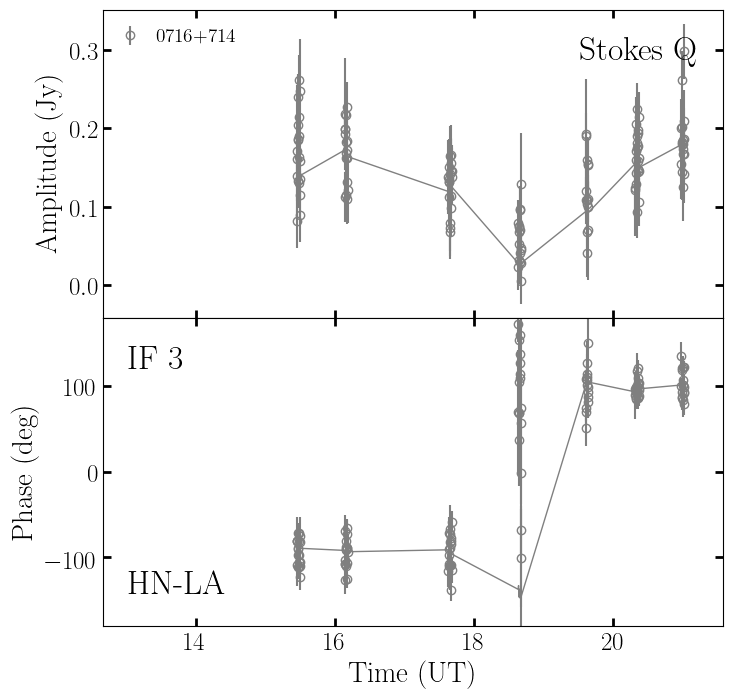 0716+714
Stokes Q
0.3
0.2
0.1
0.0
Amplitude (Jy)
IF 3
100
0
−100
Phase (deg)
HN-LA
14 16 18 20
Time (UT)